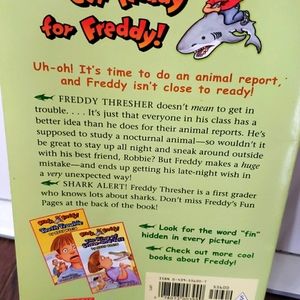 for Freddy!
Uh-oh! It's time to do an animal report,
and Freddy isn't close to ready!
FREDDY THRESHER doesn't mean to get in
trouble, . . . It's just that everyone in his class has a
better idea than he does for their animal reports. He's
supposed to study a nocturnal animal—so wouldn't it
be great to stay up all night and sneak around outside
with his best friend, Robbie? But Freddy makes a huge
mistake—and ends up getting his late-night wish in
a very unexpected way!
SHARK ALERT! Freddy Thresher is a first grader
who knows lots about sharks. Don't miss Freddy's Fun
Pages at the back of the book!
Look for the word "fin"
hidden in every picture!
Check out more cool
books about Freddy!